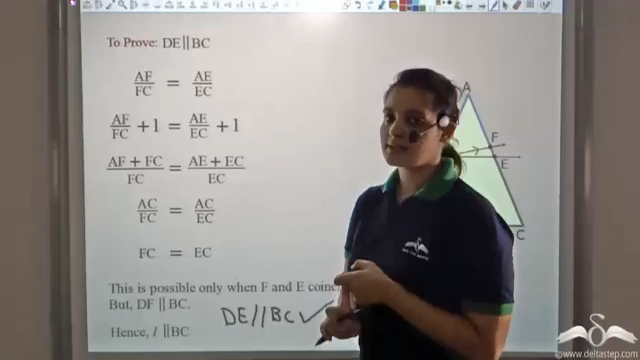 To Prove: DE||BC
AF/FC = AE/EC
AF/FC +1 = AE/EC +1
AF + FC/FC = AE + EC/EC
AC/FC = AC/EC
FC = EC
This is possible only when F and E
But, DF || BC.
DE//BC ✓
Hence, l || BC
A
F
E
C
©www.deltastep.com